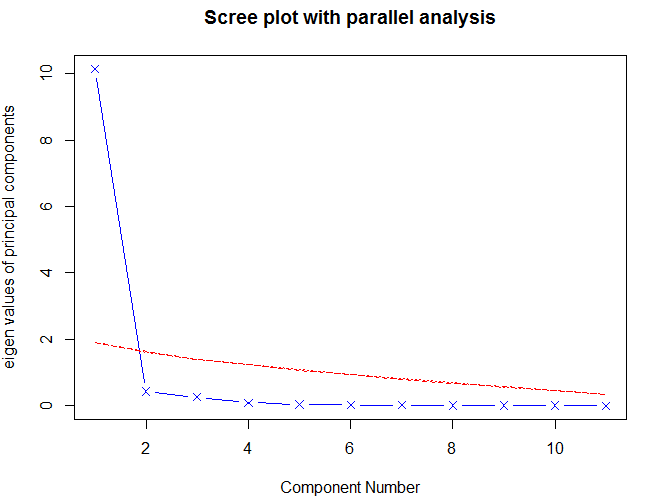 Scree plot with parallel analysis
eigen values of principal components
10
8
6
4
2
0
2 4 6 8 10
Component Number